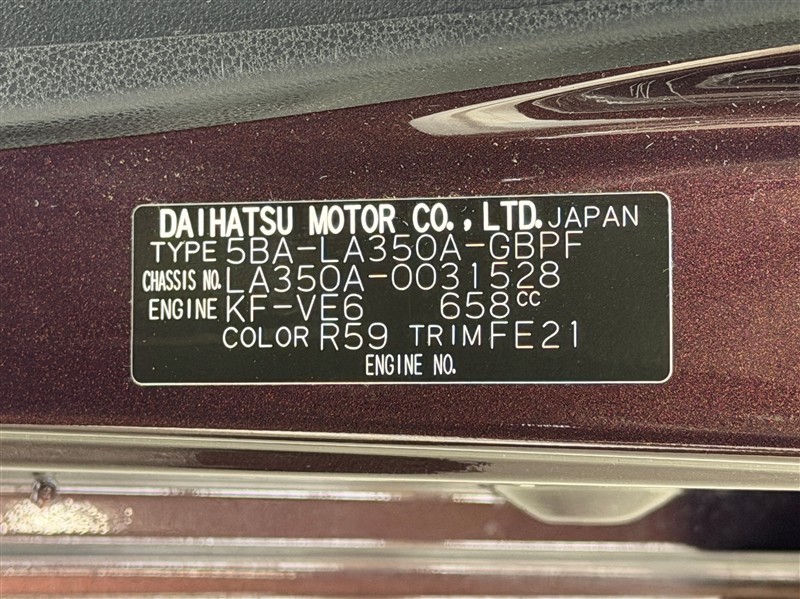 DAIHATSU MOTOR CO., LTD. JAPAN
TYPE 5BA-LA350A-GBPF
CHASSIS NO. LA350A-0031528
ENGINE KF-VE6 658CC
COLOR R59 TRIM FE21
ENGINE NO.